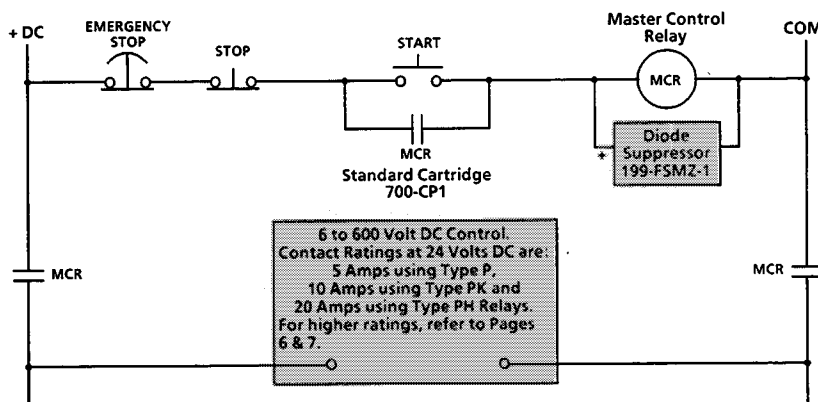 + DC
EMERGENCY
STOP
STOP
START
Master Control
Relay
COM
MCR
MCR
+
Diode
Suppressor
199-FSMZ-1
Standard Cartridge
700-CP1
6 to 600 Volt DC Control.
Contact Ratings at 24 Volts DC are:
5 Amps using Type P,
10 Amps using Type PK and
20 Amps using Type PH Relays.
For higher ratings, refer to Pages
6 & 7.
MCR
MCR